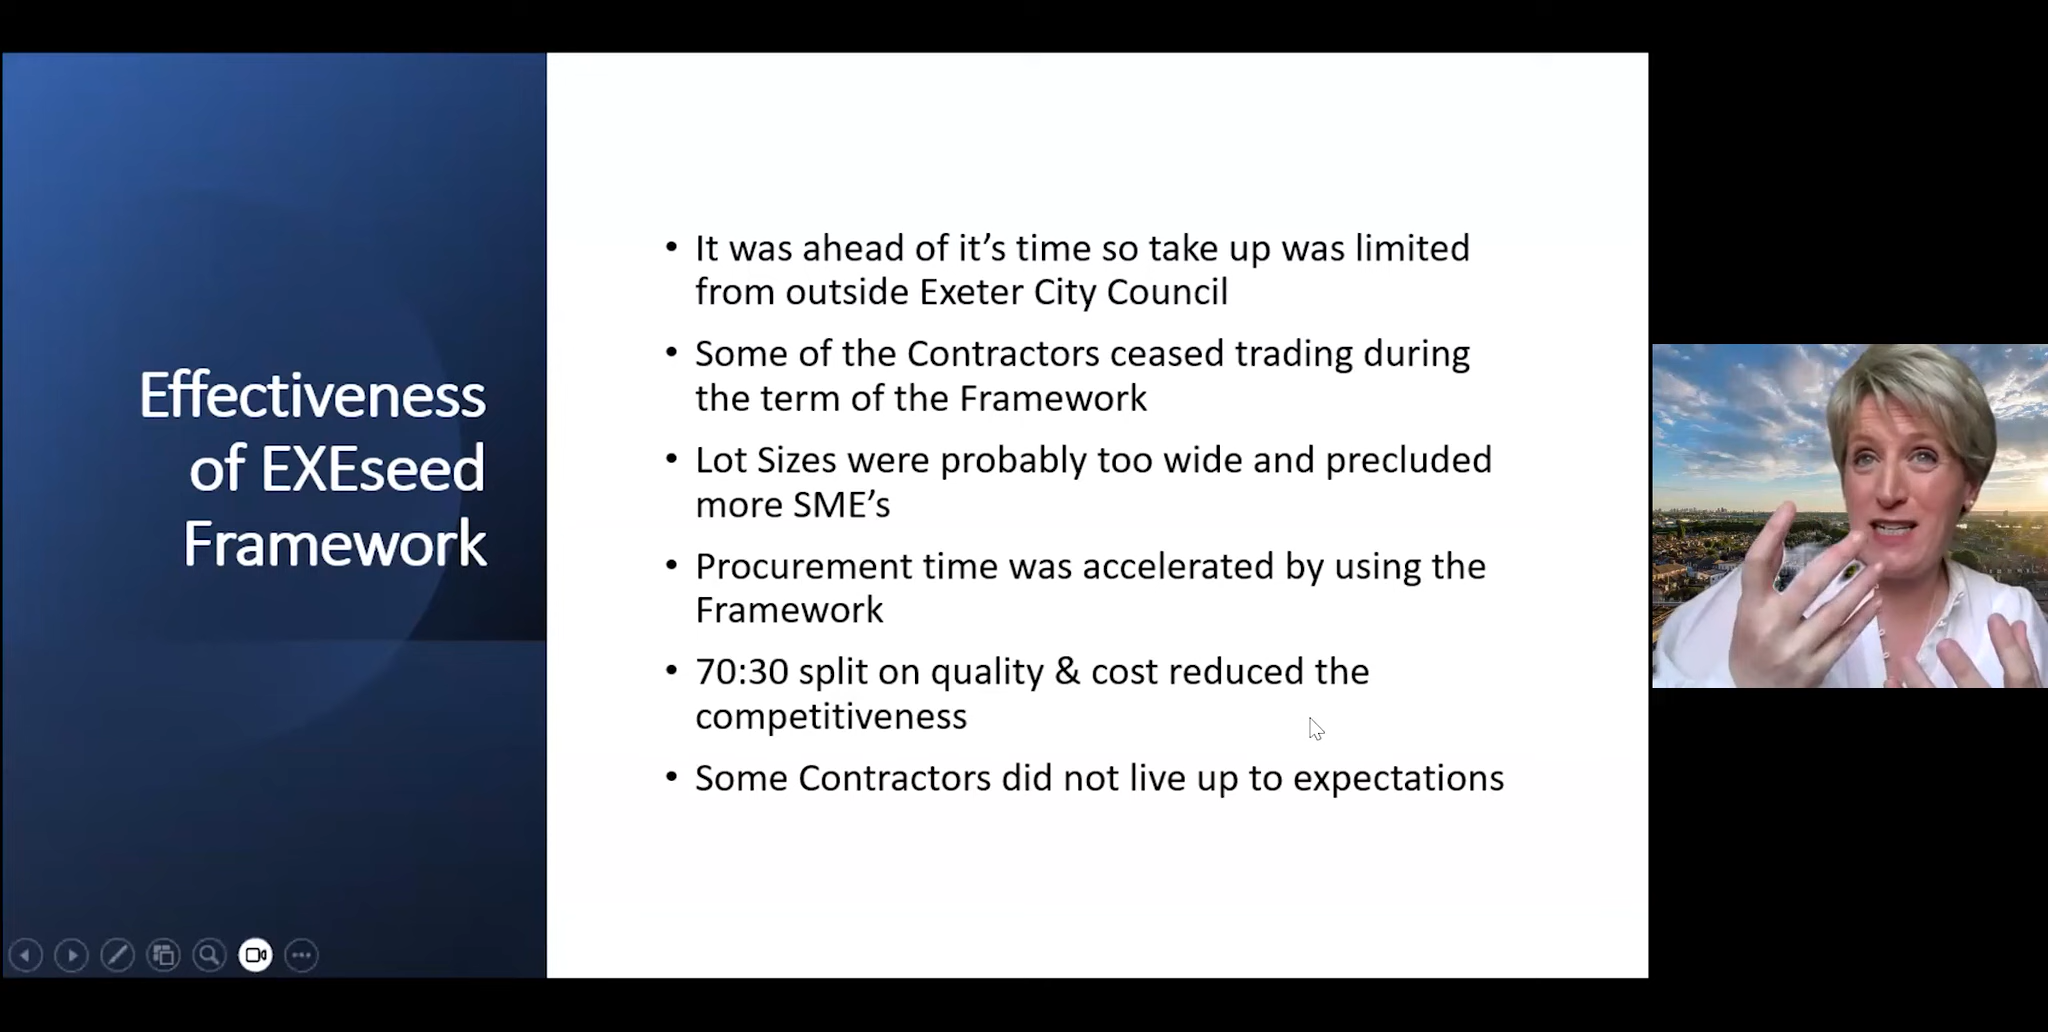 Effectiveness
of EXEseed
Framework
• It was ahead of it’s time so take up was limited
from outside Exeter City Council
• Some of the Contractors ceased trading during
the term of the Framework
• Lot Sizes were probably too wide and precluded
more SME’s
• Procurement time was accelerated by using the
Framework
• 70:30 split on quality & cost reduced the
competitiveness
• Some Contractors did not live up to expectations